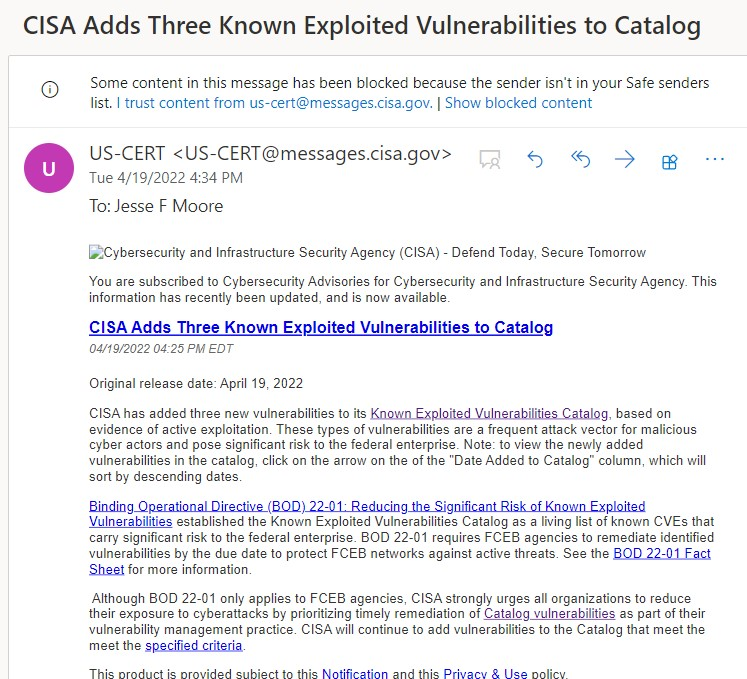 CISA Adds Three Known Exploited Vulnerabilities to Catalog
Some content in this message has been blocked because the sender isn't in your Safe senders
list. I trust content from us-cert@messages.cisa.gov. | Show blocked content
U
US-CERT <US-CERT@messages.cisa.gov>
Tue 4/19/2022 4:34 PM
To: Jesse F Moore
Cybersecurity and Infrastructure Security Agency (CISA) - Defend Today, Secure Tomorrow
You are subscribed to Cybersecurity Advisories for Cybersecurity and Infrastructure Security Agency. This
information has recently been updated, and is now available.
CISA Adds Three Known Exploited Vulnerabilities to Catalog
04/19/2022 04:25 PM EDT
Original release date: April 19, 2022
CISA has added three new vulnerabilities to its Known Exploited Vulnerabilities Catalog, based on
evidence of active exploitation. These types of vulnerabilities are a frequent attack vector for malicious
cyber actors and pose significant risk to the federal enterprise. Note: to view the newly added
vulnerabilities in the catalog, click on the arrow on the of the "Date Added to Catalog" column, which will
sort by descending dates.
Binding Operational Directive (BOD) 22-01: Reducing the Significant Risk of Known Exploited
Vulnerabilities established the Known Exploited Vulnerabilities Catalog as a living list of known CVEs that
carry significant risk to the federal enterprise. BOD 22-01 requires FCEB agencies to remediate identified
vulnerabilities by the due date to protect FCEB networks against active threats. See the BOD 22-01 Fact
Sheet for more information.
Although BOD 22-01 only applies to FCEB agencies, CISA strongly urges all organizations to reduce
their exposure to cyberattacks by prioritizing timely remediation of Catalog vulnerabilities as part of their
vulnerability management practice. CISA will continue to add vulnerabilities to the Catalog that meet the
meet the specified criteria.
This product is provided subject to this Notification and this Privacy & Use policy.